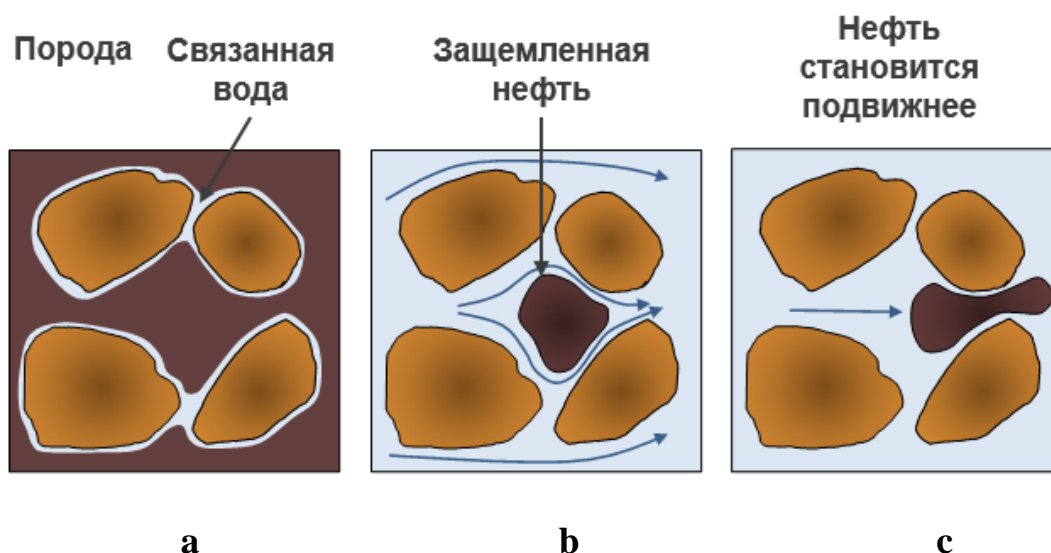 Порода
Связанная
вода
Защемленная
нефть
Нефть
становится
подвижнее
a
b
c